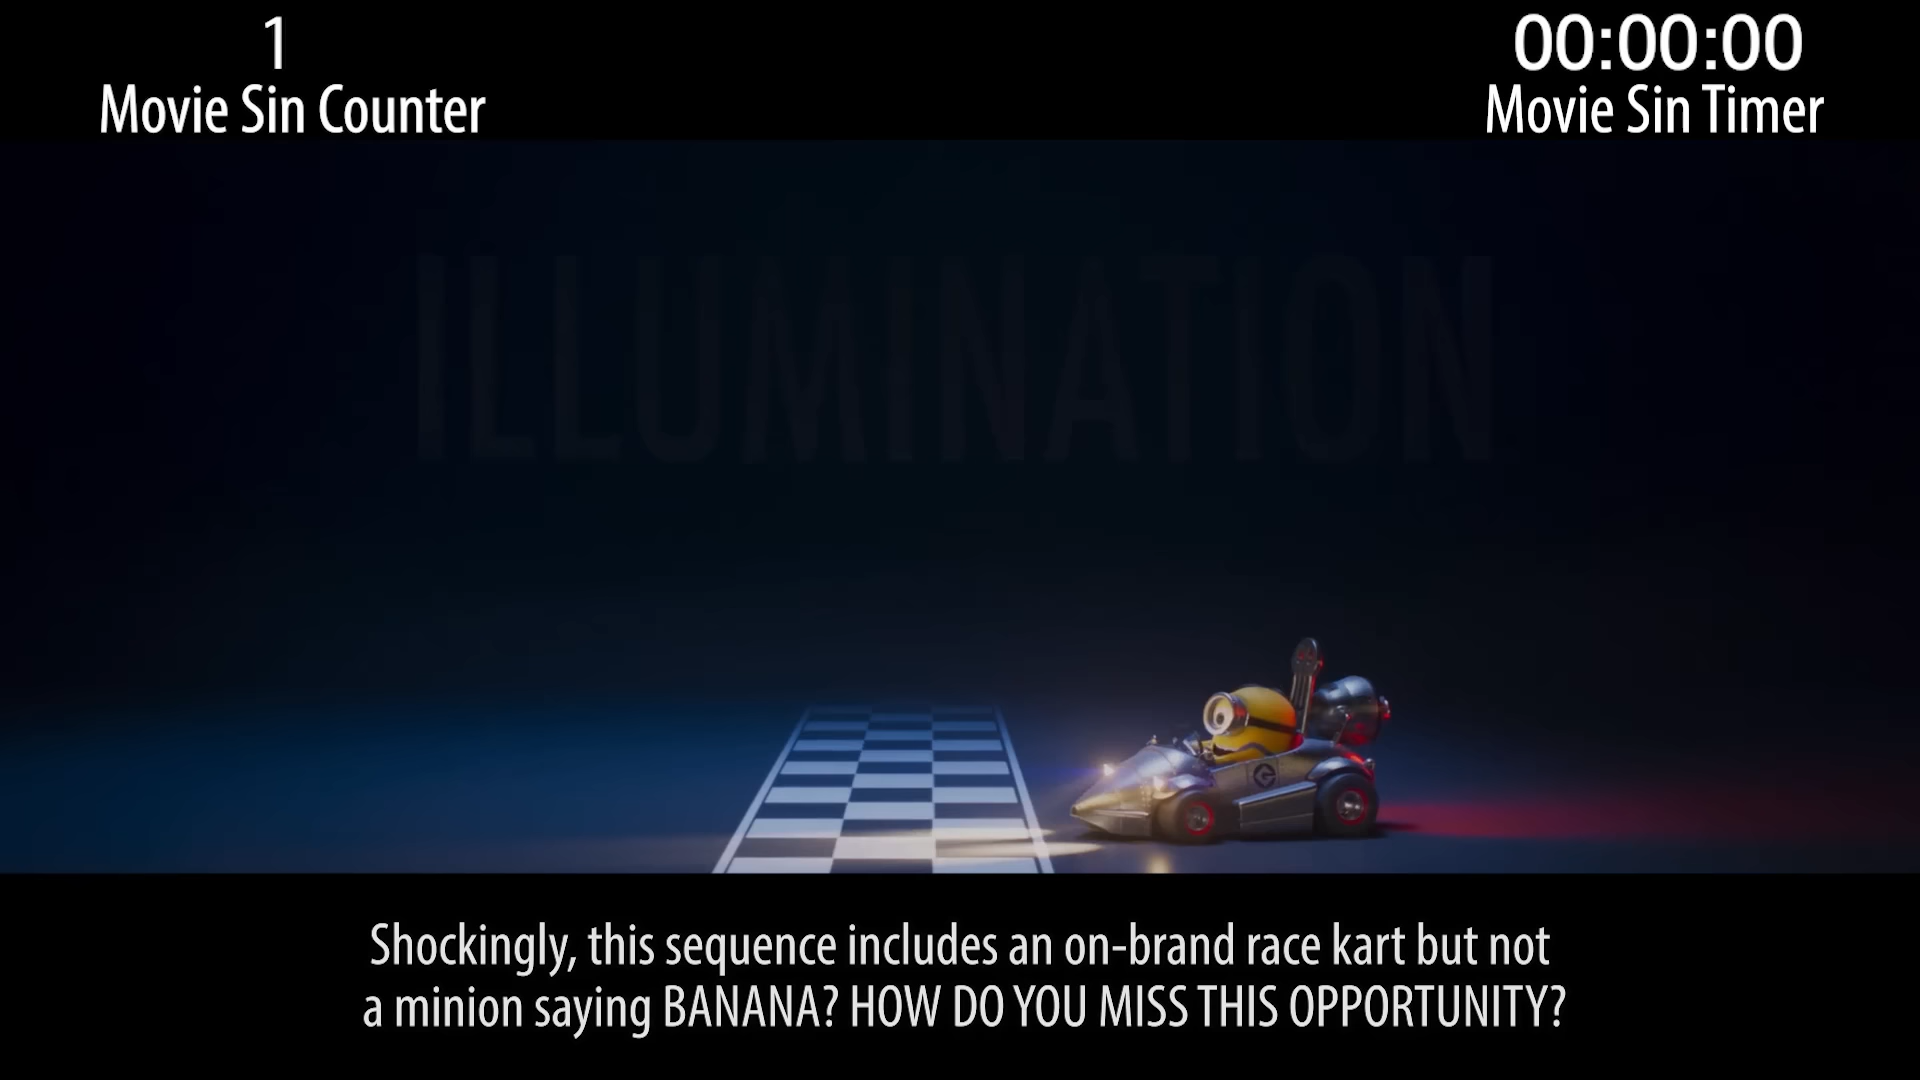 1
Movie Sin Counter
00:00:00
Movie Sin Timer
ILLUMINATION
Shockingly, this sequence includes an on-brand race kart but not
a minion saying BANANA? HOW DO YOU MISS THIS OPPORTUNITY?